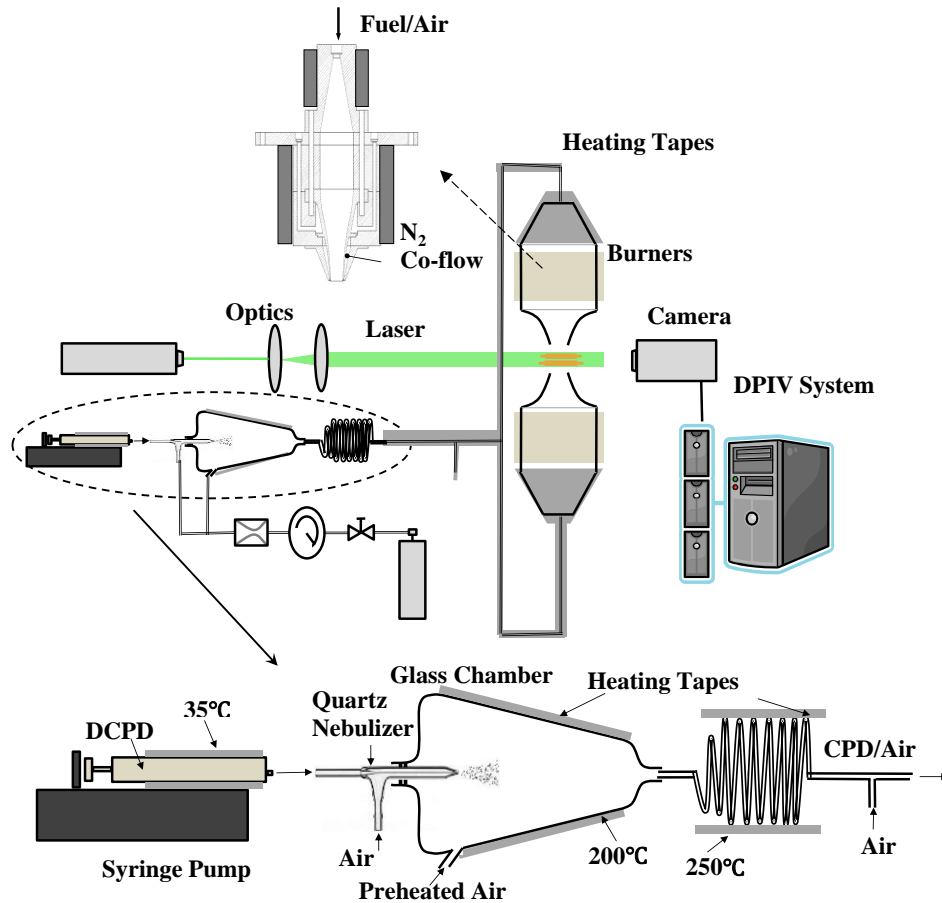 Fuel/Air
Heating Tapes
N₂
Co-flow
Burners
Optics
Laser
Camera
DPIV System
Glass Chamber
Heating Tapes
Quartz
Nebulizer
35℃
DCPD
CPD/Air
Syringe Pump
Air
Preheated Air
200℃
250℃
Air